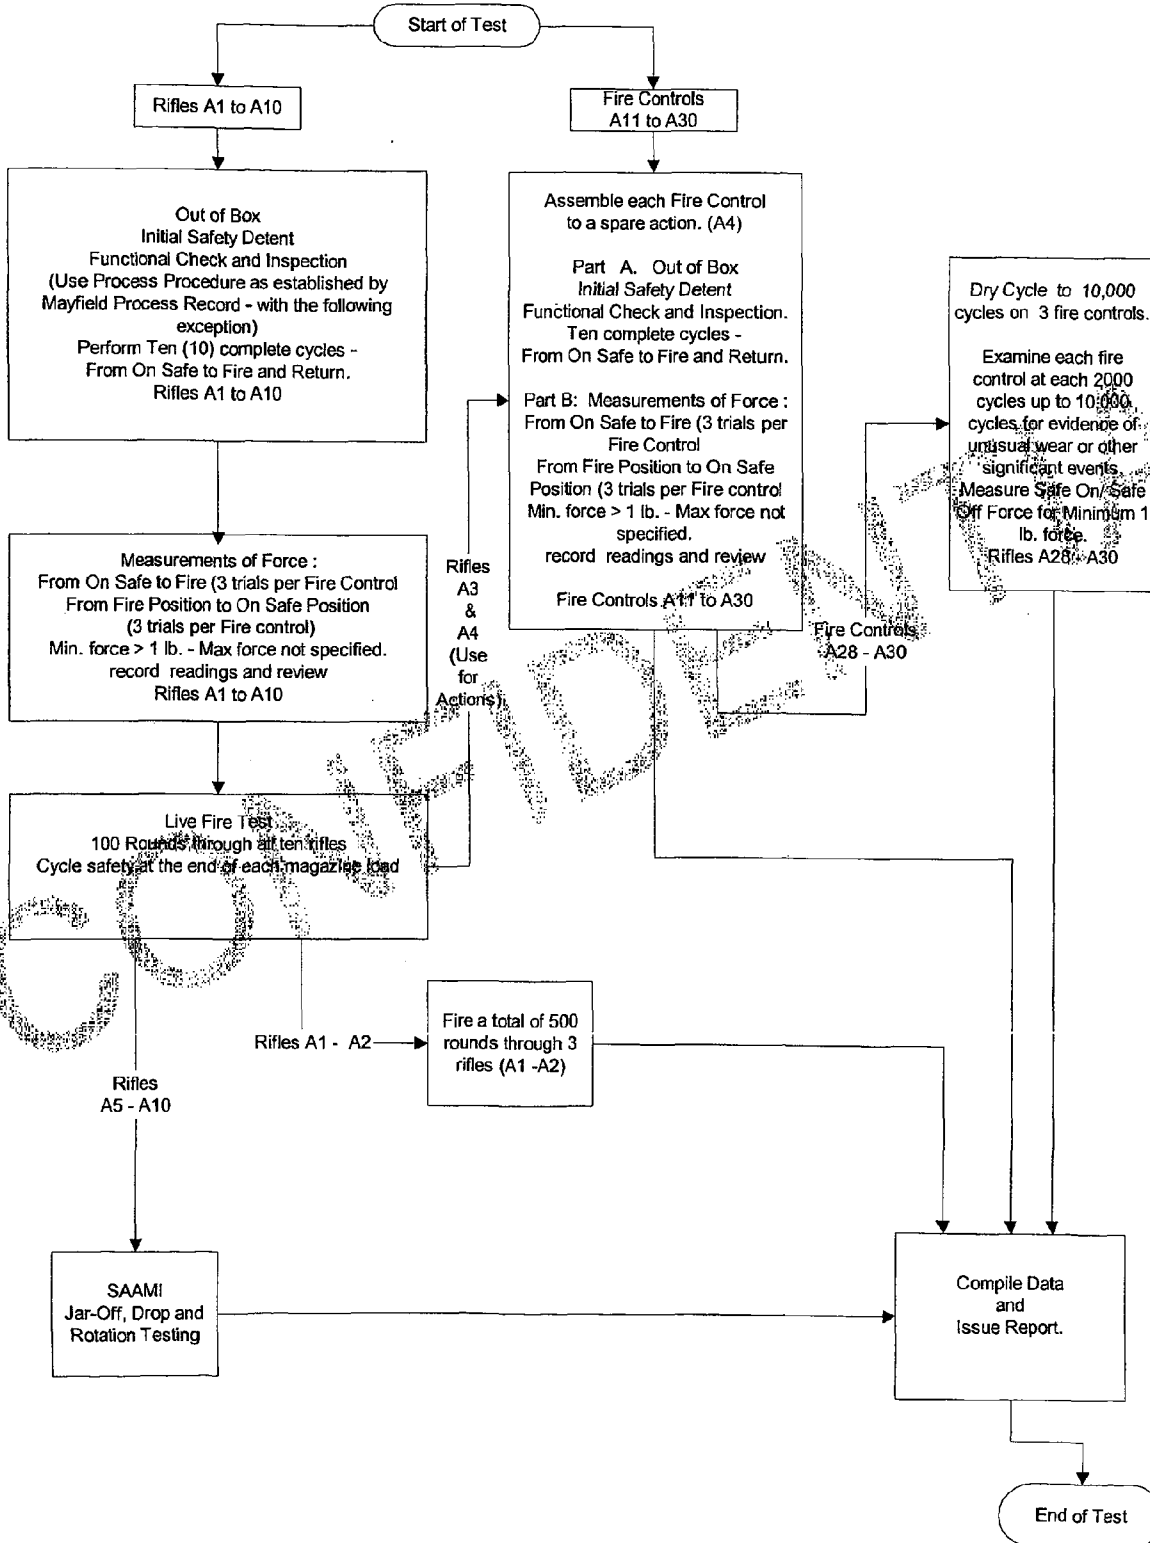 Start of Test
Rifles A1 to A10
Fire Controls
A11 to A30
Out of Box
Initial Safety Detent
Functional Check and Inspection
(Use Process Procedure as established by
Mayfield Process Record - with the following
exception)
Perform Ten (10) complete cycles -
From On Safe to Fire and Return.
Rifles A1 to A10
Assemble each Fire Control
to a spare action. (A4)
Part A. Out of Box
Initial Safety Detent
Functional Check and Inspection.
Ten complete cycles -
From On Safe to Fire and Return.
Part B: Measurements of Force :
From On Safe to Fire (3 trials per
Fire Control
From Fire Position to On Safe
Position (3 trials per Fire control
Min. force > 1 lb. - Max force not
specified.
record readings and review
Fire Controls A11 to A30
Dry Cycle to 10,000
cycles on 3 fire controls.
Examine each fire
control at each 2000
cycles up to 10,000
cycles for evidence of
unusual wear or other
significant events.
Measure Safe On/ Safe
Off Force for Minimum 1
lb. force.
Rifles A28 - A30
Measurements of Force :
From On Safe to Fire (3 trials per Fire Control
From Fire Position to On Safe Position
(3 trials per Fire control)
Min. force > 1 lb. - Max force not specified.
record readings and review
Rifles A1 to A10
Rifles
A3
&
A4
(Use
for
Actions)
Fire Controls
A28 - A30
Live Fire Test
100 Rounds through all ten rifles
Cycle safety at the end of each magazine load
CONFIDENTIAL
Rifles A1 - A2
Fire a total of 500
rounds through 3
rifles (A1 -A2)
Rifles
A5 - A10
SAAMI
Jar-Off, Drop and
Rotation Testing
Compile Data
and
Issue Report.
End of Test